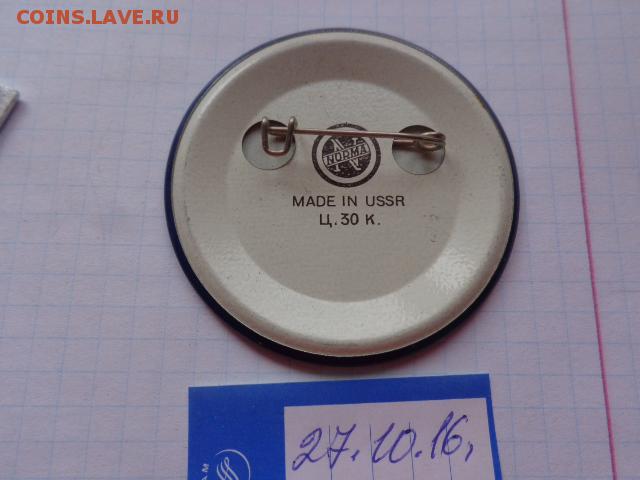 COINS.LAVE.RU
NORMA
MADE IN USSR
Ц. 30 К.
27.10.16,